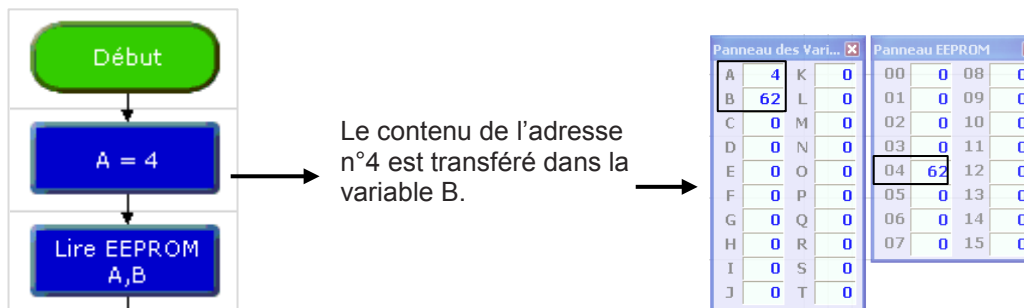 Début
A = 4
Lire EEPROM
A,B
Le contenu de l'adresse
n°4 est transféré dans la
variable B.
Panneau des Vari...
A 4 K 0
B 62 L 0
C 0 M 0
D 0 N 0
E 0 O 0
F 0 P 0
G 0 Q 0
H 0 R 0
I 0 S 0
J 0 T 0
Panneau EEPROM
00 0 08 0
01 0 09 0
02 0 10 0
03 0 11 0
04 62 12 0
05 0 13 0
06 0 14 0
07 0 15 0